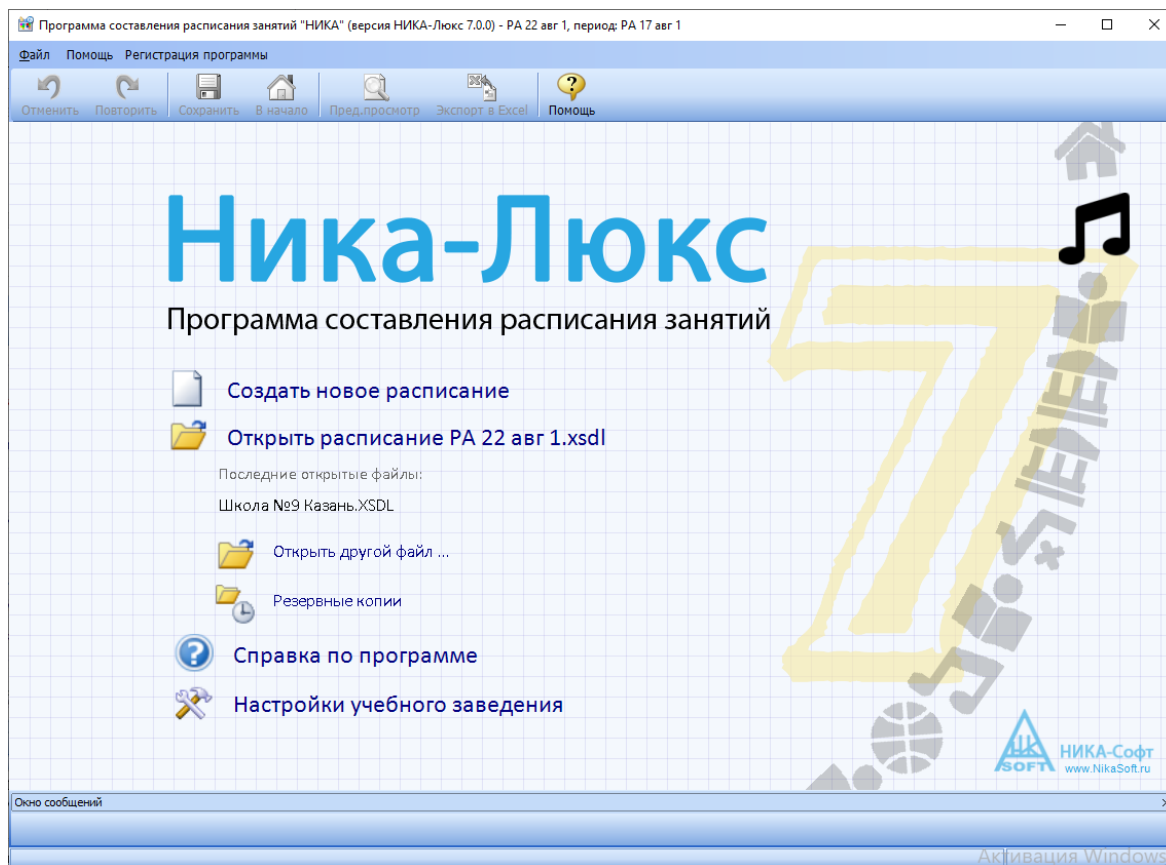 Программа составления расписания занятий "НИКА" (версия НИКА-Люкс 7.0.0) - РА 22 авг 1, период: РА 17 авг 1
Файл Помощь Регистрация программы
Отменить Повторить Сохранить В начало Пред.просмотр Экспорт в Excel Помощь
Ника-Люкс
Программа составления расписания занятий
Создать новое расписание
Открыть расписание РА 22 авг 1.xsdl
Последние открытые файлы:
Школа №9 Казань.XSDL
Открыть другой файл ...
Резервные копии
Справка по программе
Настройки учебного заведения
НИКА-Софт
SOFT www.NikaSoft.ru
Окно сообщений
Активация Windows